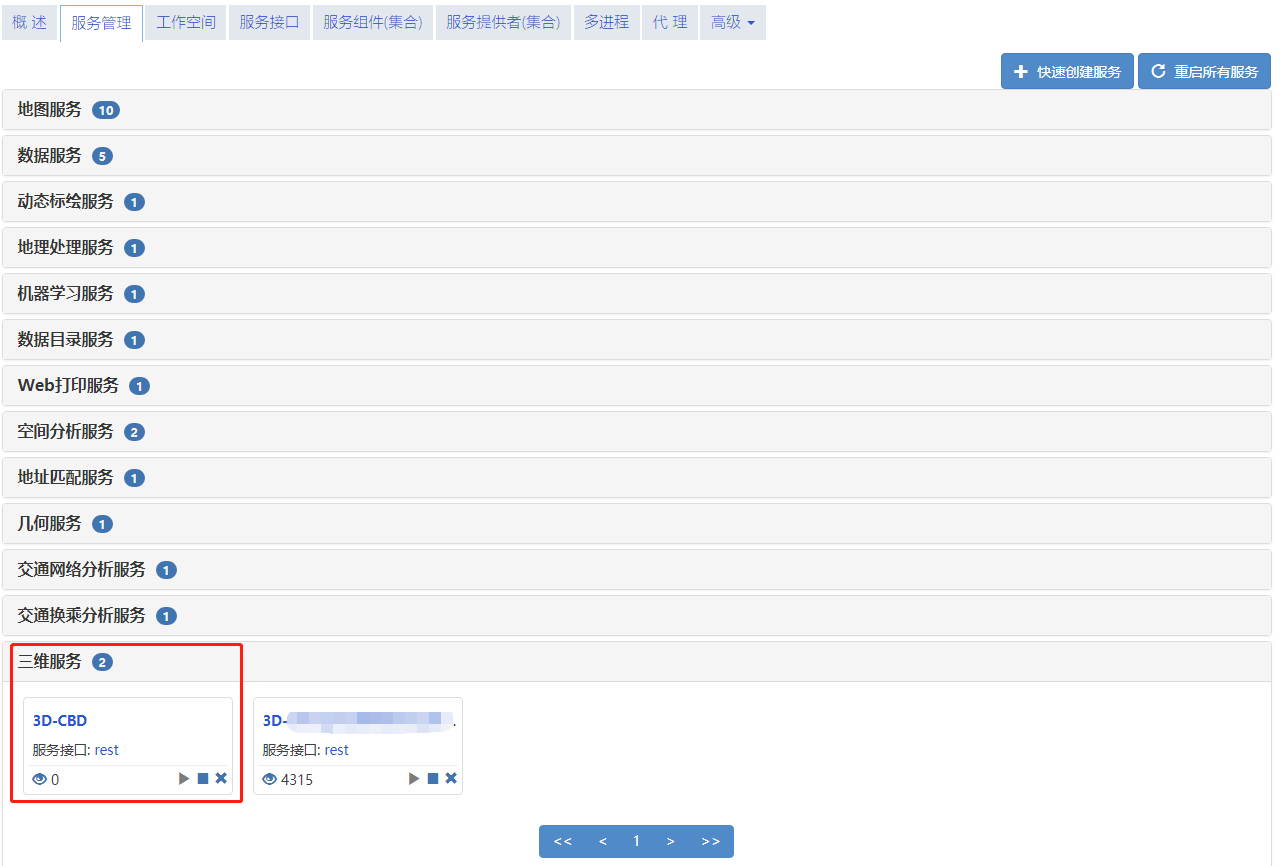 概 述 服务管理 工作空间 服务接口 服务组件(集合) 服务提供者(集合) 多进程 代 理 高级
快速创建服务 重启所有服务
地图服务 10
数据服务 5
动态标绘服务 1
地理处理服务 1
机器学习服务 1
数据目录服务 1
Web打印服务 1
空间分析服务 2
地址匹配服务 1
几何服务 1
交通网络分析服务 1
交通换乘分析服务 1
三维服务 2
3D-CBD 3D-
服务接口: rest 服务接口: rest
0 4315
<< < 1 > >>